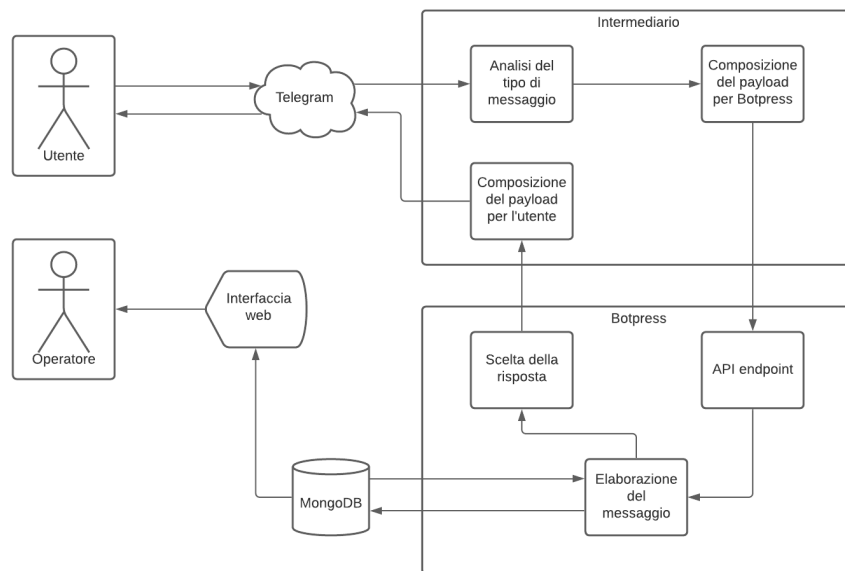 Intermediario
Analisi del
tipo di
messaggio
Composizione
del payload
per Botpress
Telegram
Utente
Composizione
del payload
per l'utente
Interfaccia
web
Operatore
Botpress
Scelta della
risposta
API endpoint
MongoDB
Elaborazione
del
messaggio